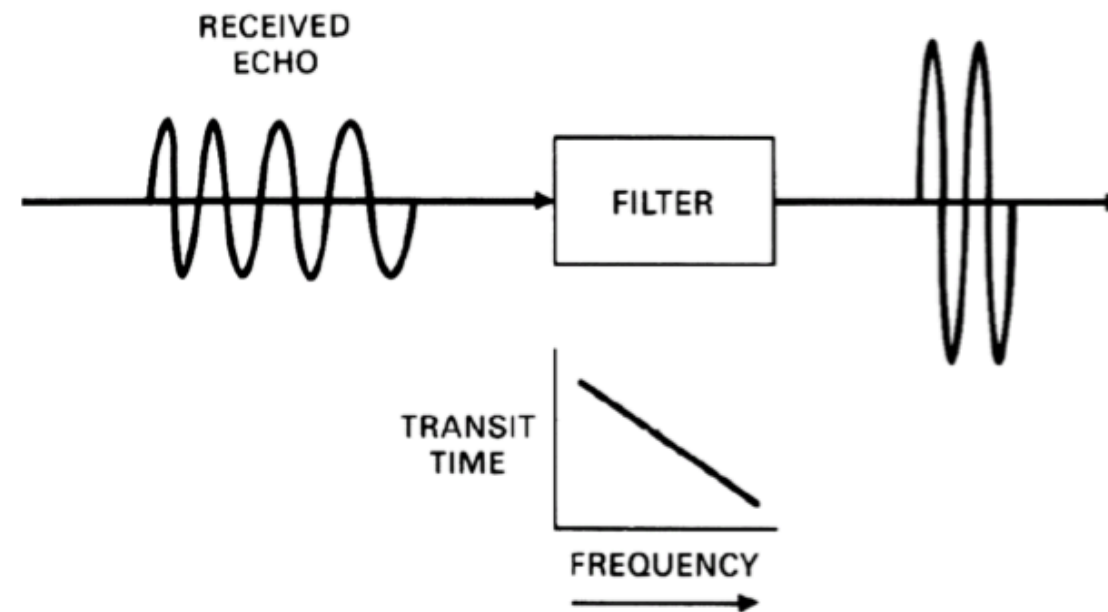 RECEIVED
ECHO
FILTER
TRANSIT
TIME
FREQUENCY